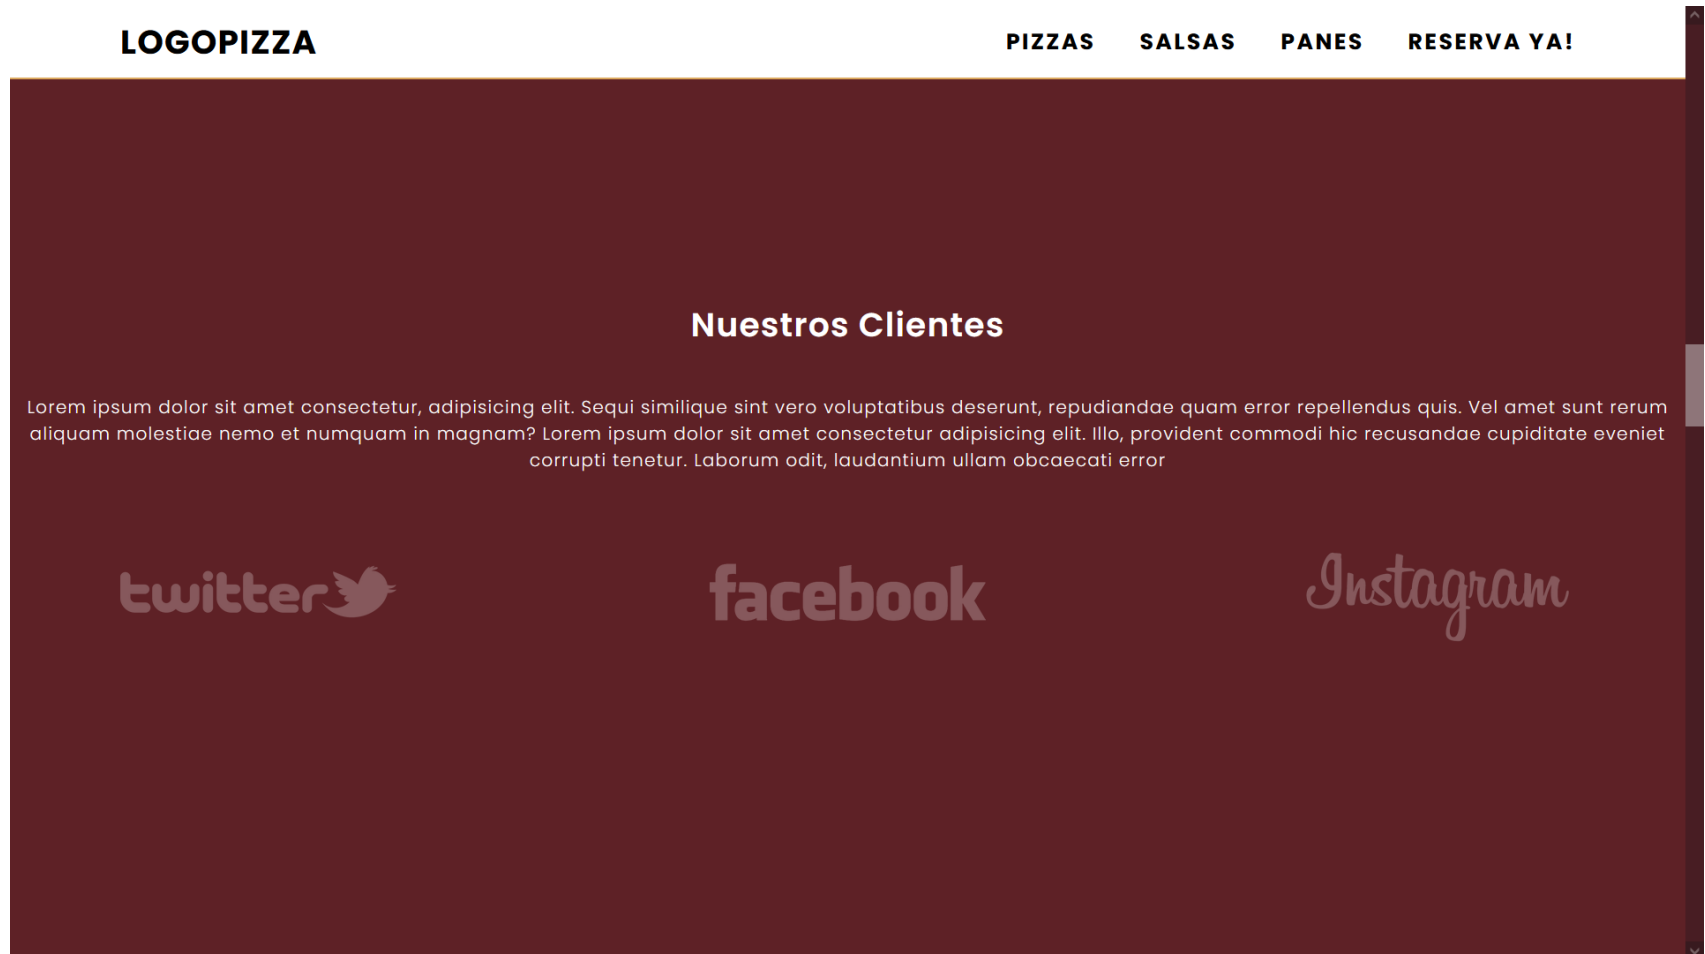 LOGOPIZZA
PIZZAS SALSAS PANES RESERVA YA!
Nuestros Clientes
Lorem ipsum dolor sit amet consectetur, adipisicing elit. Sequi similique sint vero voluptatibus deserunt, repudiandae quam error repellendus quis. Vel amet sunt rerum
aliquam molestiae nemo et numquam in magnam? Lorem ipsum dolor sit amet consectetur adipisicing elit. Illo, provident commodi hic recusandae cupiditate eveniet
corrupti tenetur. Laborum odit, laudantium ullam obcaecati error
twitter
facebook
Instagram